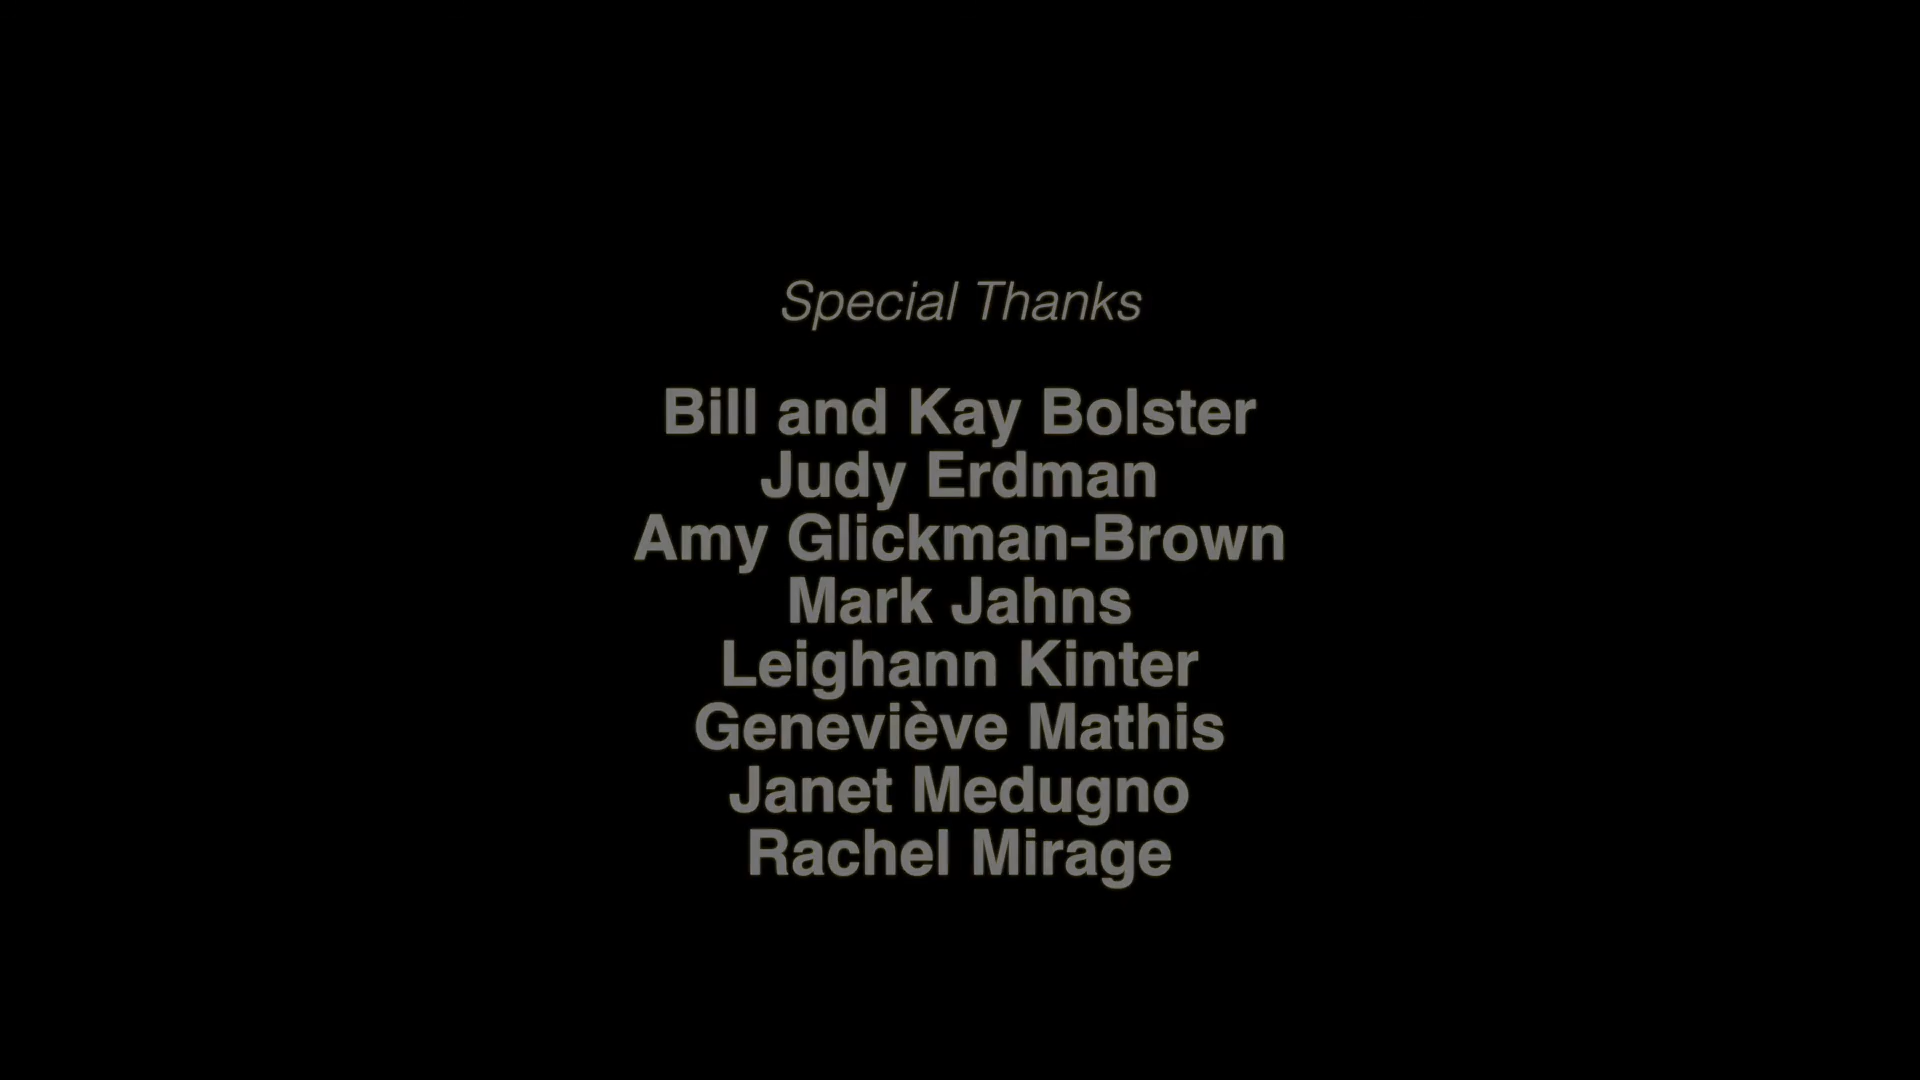 Special Thanks
Bill and Kay Bolster
Judy Erdman
Amy Glickman-Brown
Mark Jahns
Leighann Kinter
Geneviève Mathis
Janet Medugno
Rachel Mirage